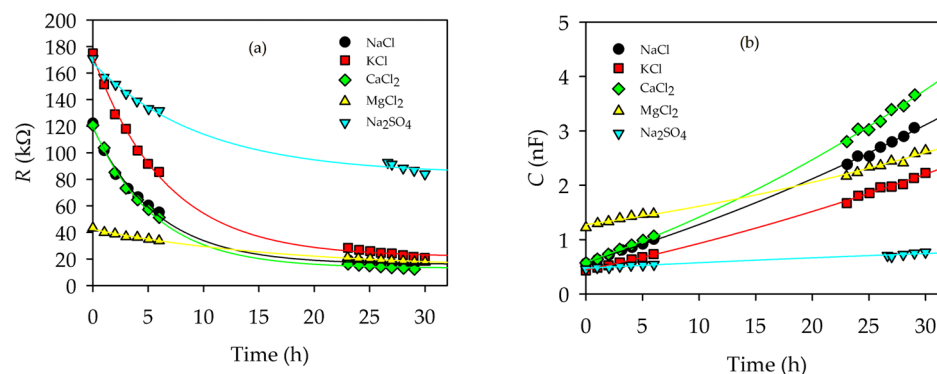 200
180
160
140
120
100
80
60
40
20
0
R (kΩ)
(a)
NaCl
KCl
CaCl₂
MgCl₂
Na₂SO₄
0 5 10 15 20 25 30
Time (h)
5
4
3
2
1
0
C (nF)
(b)
NaCl
KCl
CaCl₂
MgCl₂
Na₂SO₄
0 5 10 15 20 25 30
Time (h)